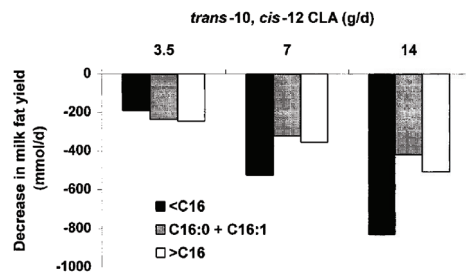 trans-10, cis-12 CLA (g/d)
3.5 7 14
Decrease in milk fat yield
(mmol/d)
0
-200
-400
-600
-800
-1000
<C16
C16:0 + C16:1
>C16